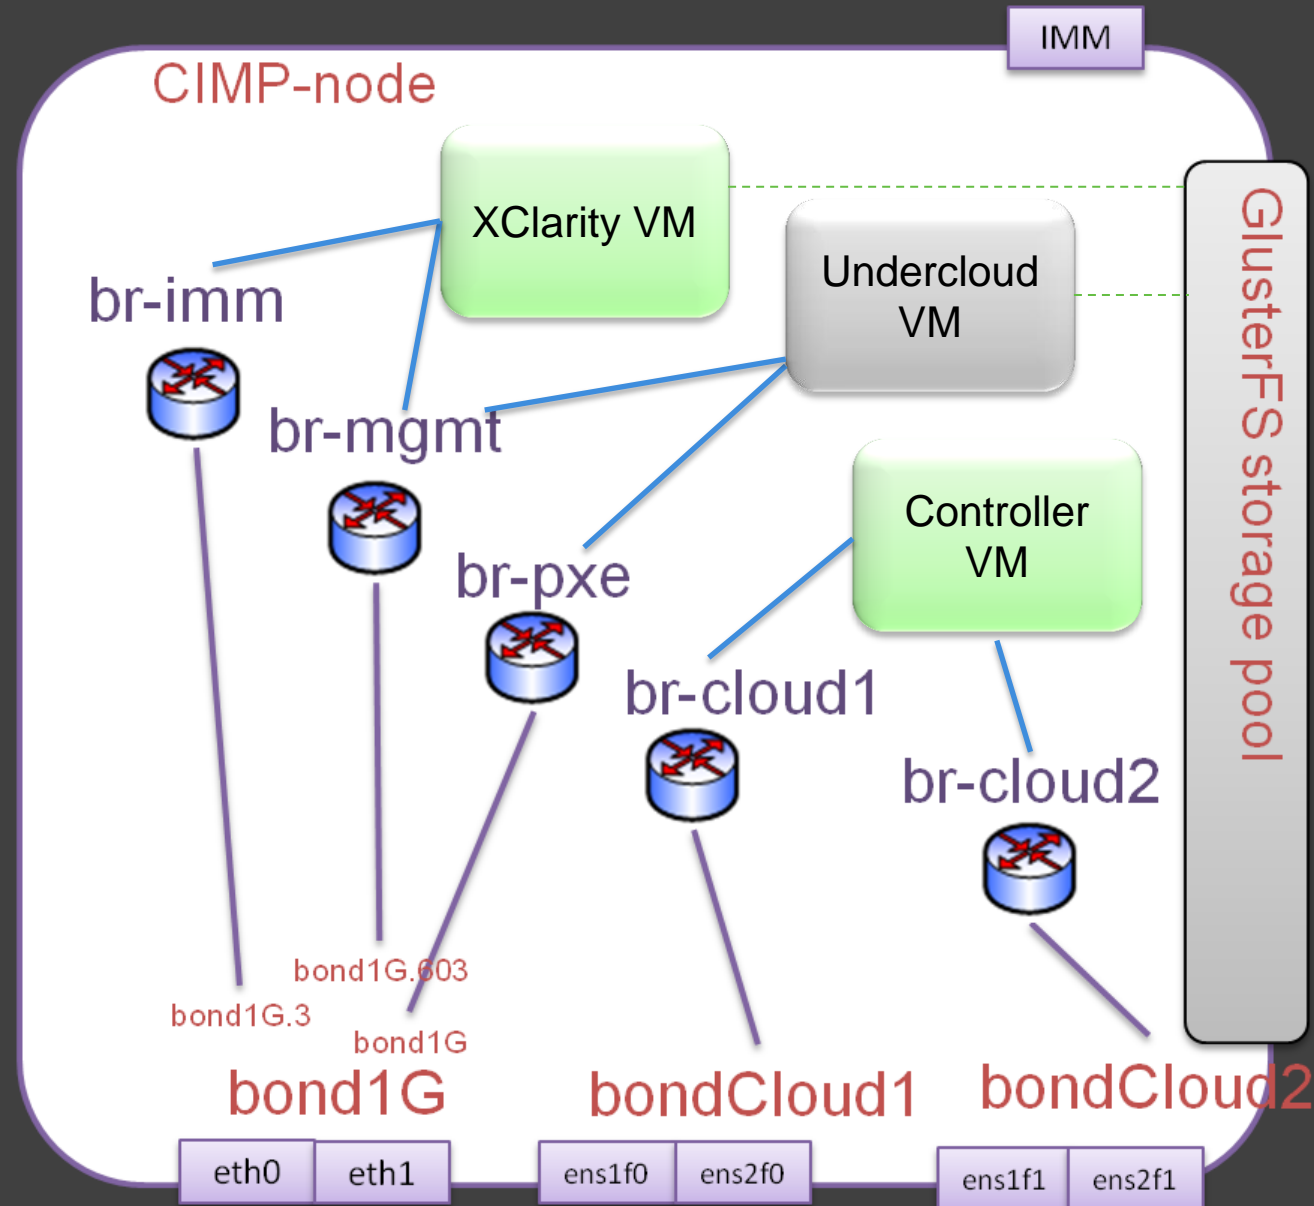 IMM
CIMP-node
XClarity VM
Undercloud
VM
GlusterFS storage pool
br-imm
br-mgmt
Controller
VM
br-pxe
br-cloud1
br-cloud2
bond1G.603
bond1G.3
bond1G
bond1G
bondCloud1
bondCloud2
eth0
eth1
ens1f0
ens2f0
ens1f1
ens2f1